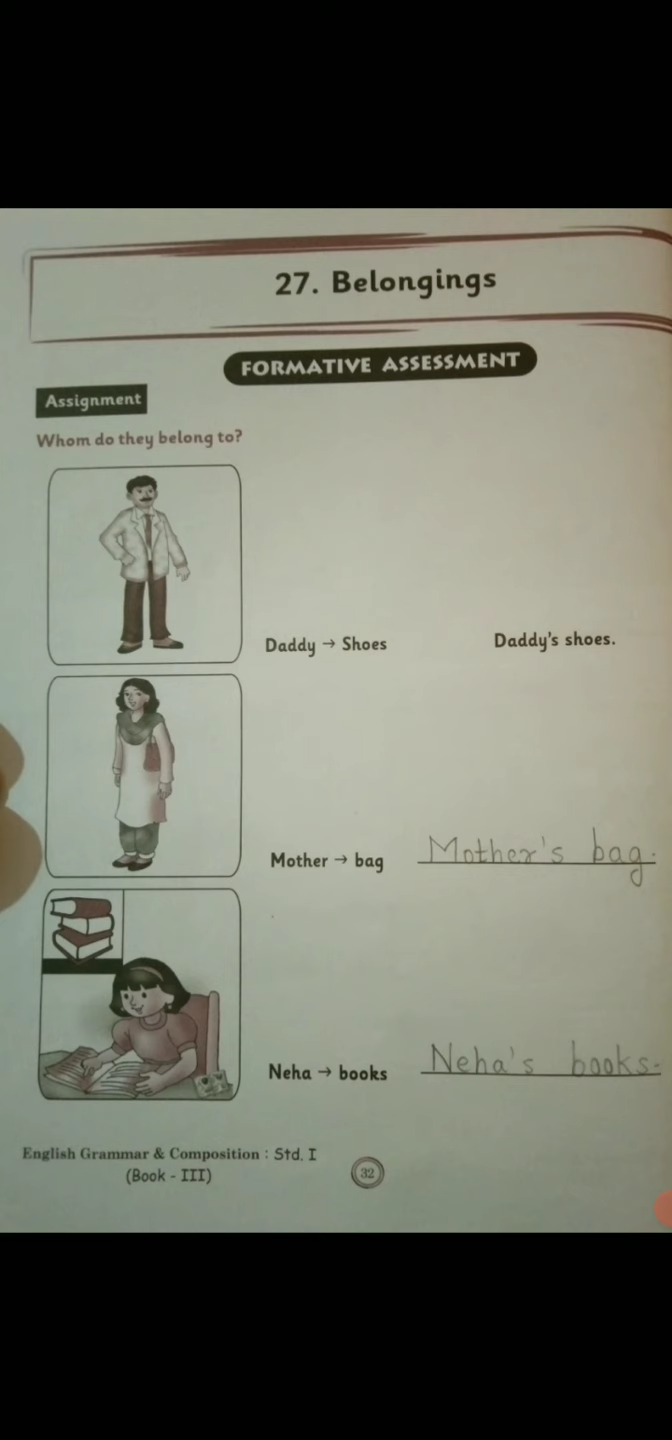 27. Belongings
FORMATIVE ASSESSMENT
Assignment
Whom do they belong to?
Daddy → Shoes Daddy's shoes.
Mother → bag Mother's bag.
Neha → books Neha's books.
English Grammar & Composition : Std. I
(Book - III)
32